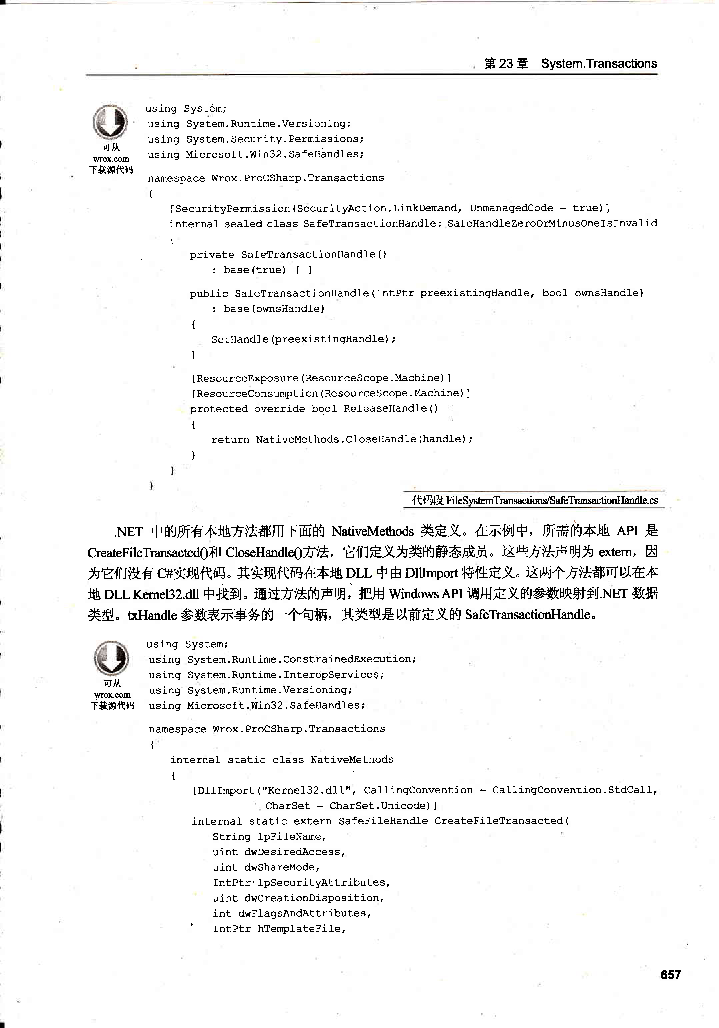 第 23 章 System.Transactions
可从
wrox.com
下载源代码
using System;
using System.Runtime.Versioning;
using System.Security.Permissions;
using Microsoft.Win32.SafeHandles;
namespace Wrox.ProCSharp.Transactions
{
[SecurityPermission(SecurityAction.LinkDemand, UnmanagedCode = true)]
internal sealed class SafeTransactionHandle: SafeHandleZeroOrMinusOneIsInvalid
{
private SafeTransactionHandle()
: base(true) { }
public SafeTransactionHandle(IntPtr preexistingHandle, bool ownsHandle)
: base(ownsHandle)
{
SetHandle(preexistingHandle);
}
[ResourceExposure(ResourceScope.Machine)]
[ResourceConsumption(ResourceScope.Machine)]
protected override bool ReleaseHandle()
{
return NativeMethods.CloseHandle(handle);
}
}
}
代码段 FileSystemTransactions/SafeTransactionHandle.cs
.NET 中的所有本地方法都用下面的 NativeMethods 类定义。在示例中，所需的本地 API 是
CreateFileTransacted()和 CloseHandle()方法，它们定义为类的静态成员。这些方法声明为 extern，因
为它们没有 C#实现代码。其实现代码在本地 DLL 中由 DllImport 特性定义。这两个方法都可以在本
地 DLL Kernel32.dll 中找到。通过方法的声明，把用 Windows API 调用定义的参数映射到.NET 数据
类型。txHandle 参数表示事务的一个句柄，其类型是以前定义的 SafeTransactionHandle。
可从
wrox.com
下载源代码
using System;
using System.Runtime.ConstrainedExecution;
using System.Runtime.InteropServices;
using System.Runtime.Versioning;
using Microsoft.Win32.SafeHandles;
namespace Wrox.ProCSharp.Transactions
{
internal static class NativeMethods
{
[DllImport("Kernel32.dll", CallingConvention = CallingConvention.StdCall,
CharSet = CharSet.Unicode)]
internal static extern SafeFileHandle CreateFileTransacted(
String lpFileName,
uint dwDesiredAccess,
uint dwShareMode,
IntPtr lpSecurityAttributes,
uint dwCreationDisposition,
int dwFlagsAndAttributes,
IntPtr hTemplateFile,
657